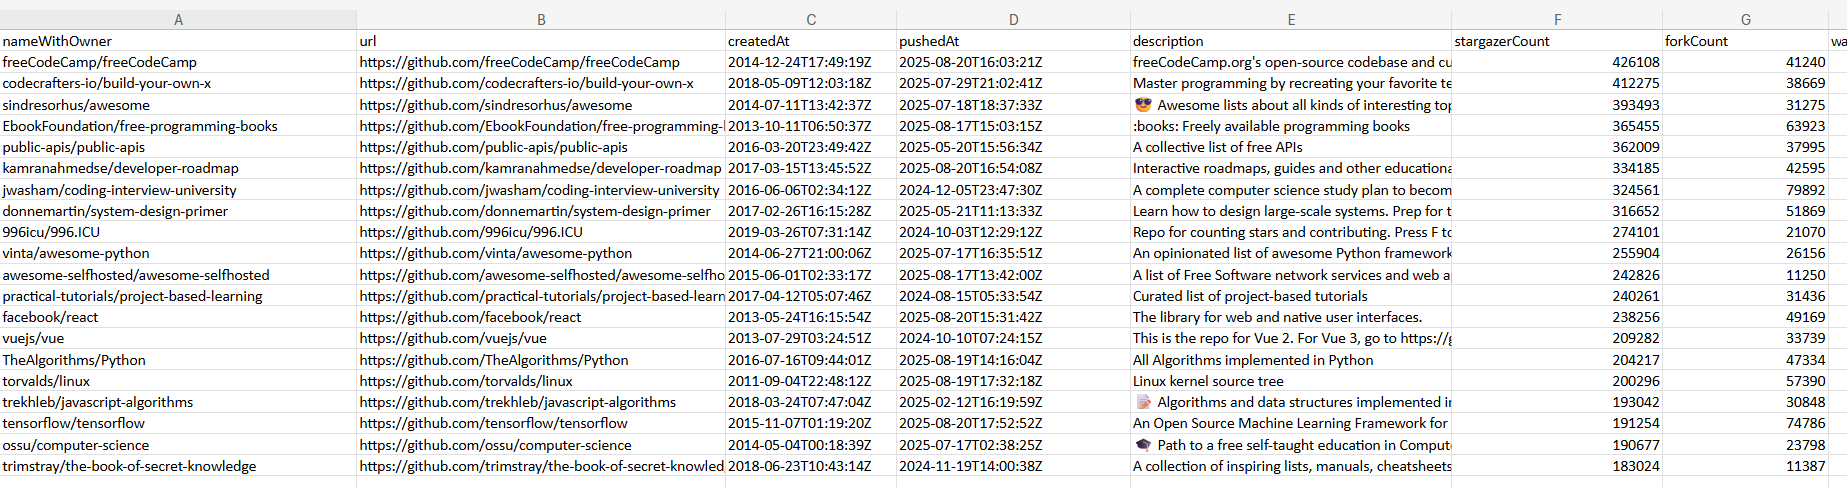 A B C D E F G
nameWithOwner url createdAt pushedAt description stargazerCount forkCount wa
freeCodeCamp/freeCodeCamp https://github.com/freeCodeCamp/freeCodeCamp 2014-12-24T17:49:19Z 2025-08-20T16:03:21Z freeCodeCamp.org's open-source codebase and cu 426108 41240
codecrafters-io/build-your-own-x https://github.com/codecrafters-io/build-your-own-x 2018-05-09T12:03:18Z 2025-07-29T21:02:41Z Master programming by recreating your favorite te 412275 38669
sindresorhus/awesome https://github.com/sindresorhus/awesome 2014-07-11T13:42:37Z 2025-07-18T18:37:33Z 😎 Awesome lists about all kinds of interesting top 393493 31275
EbookFoundation/free-programming-books https://github.com/EbookFoundation/free-programming-l 2013-10-11T06:50:37Z 2025-08-17T15:03:15Z :books: Freely available programming books 365455 63923
public-apis/public-apis https://github.com/public-apis/public-apis 2016-03-20T23:49:42Z 2025-05-20T15:56:34Z A collective list of free APIs 362009 37995
kamranahmedse/developer-roadmap https://github.com/kamranahmedse/developer-roadmap 2017-03-15T13:45:52Z 2025-08-20T16:54:08Z Interactive roadmaps, guides and other educationa 334185 42595
jwasham/coding-interview-university https://github.com/jwasham/coding-interview-university 2016-06-06T02:34:12Z 2024-12-05T23:47:30Z A complete computer science study plan to becom 324561 79892
donnemartin/system-design-primer https://github.com/donnemartin/system-design-primer 2017-02-26T16:15:28Z 2025-05-21T11:13:33Z Learn how to design large-scale systems. Prep for t 316652 51869
996icu/996.ICU https://github.com/996icu/996.ICU 2019-03-26T07:31:14Z 2024-10-03T12:29:12Z Repo for counting stars and contributing. Press F to 274101 21070
vinta/awesome-python https://github.com/vinta/awesome-python 2014-06-27T21:00:06Z 2025-07-17T16:35:51Z An opinionated list of awesome Python framework 255904 26156
awesome-selfhosted/awesome-selfhosted https://github.com/awesome-selfhosted/awesome-selfho 2015-06-01T02:33:17Z 2025-08-17T13:42:00Z A list of Free Software network services and web a 242826 11250
practical-tutorials/project-based-learning https://github.com/practical-tutorials/project-based-learn 2017-04-12T05:07:46Z 2024-08-15T05:33:54Z Curated list of project-based tutorials 240261 31436
facebook/react https://github.com/facebook/react 2013-05-24T16:15:54Z 2025-08-20T15:31:42Z The library for web and native user interfaces. 238256 49169
vuejs/vue https://github.com/vuejs/vue 2013-07-29T03:24:51Z 2024-10-10T07:24:15Z This is the repo for Vue 2. For Vue 3, go to https://g 209282 33739
TheAlgorithms/Python https://github.com/TheAlgorithms/Python 2016-07-16T09:44:01Z 2025-08-19T14:16:04Z All Algorithms implemented in Python 204217 47334
torvalds/linux https://github.com/torvalds/linux 2011-09-04T22:48:12Z 2025-08-19T17:32:18Z Linux kernel source tree 200296 57390
trekhleb/javascript-algorithms https://github.com/trekhleb/javascript-algorithms 2018-03-24T07:47:04Z 2025-02-12T16:19:59Z 📝 Algorithms and data structures implemented in 193042 30848
tensorflow/tensorflow https://github.com/tensorflow/tensorflow 2015-11-07T01:19:20Z 2025-08-20T17:52:52Z An Open Source Machine Learning Framework for 191254 74786
ossu/computer-science https://github.com/ossu/computer-science 2014-05-04T00:18:39Z 2025-07-17T02:38:25Z 🎓 Path to a free self-taught education in Comput 190677 23798
trimstray/the-book-of-secret-knowledge https://github.com/trimstray/the-book-of-secret-knowled 2018-06-23T10:43:14Z 2024-11-19T14:00:38Z A collection of inspiring lists, manuals, cheatsheets 183024 11387